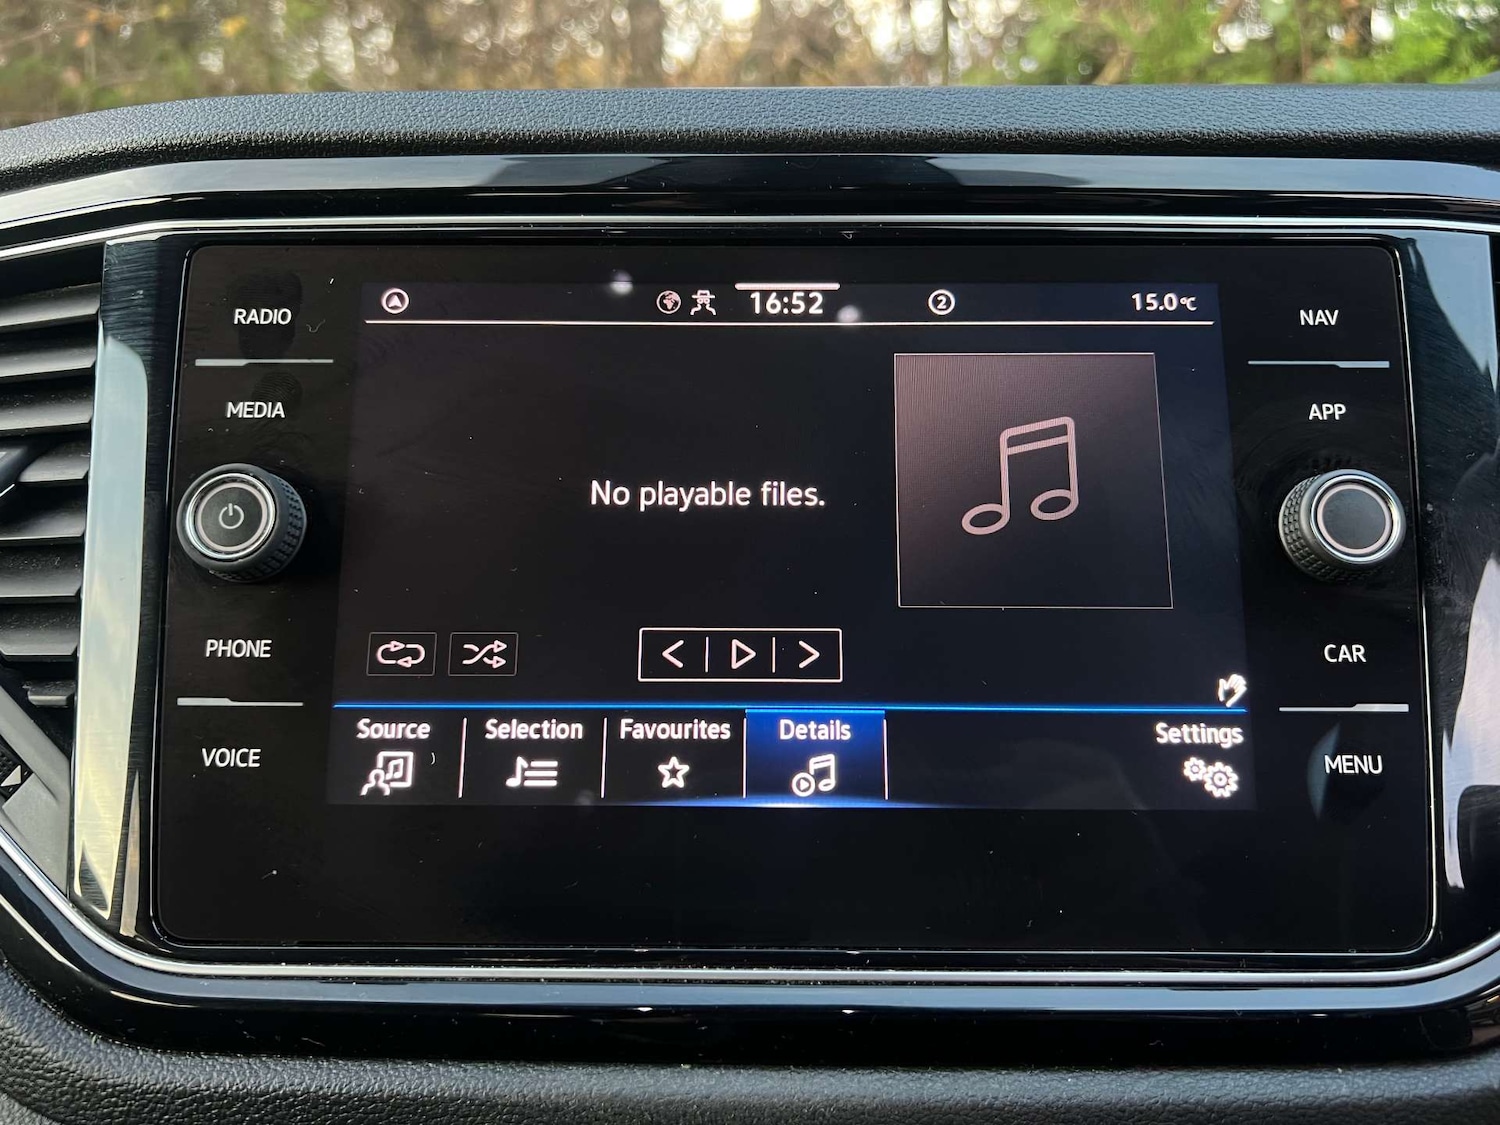 RADIO
MEDIA
PHONE
VOICE
16:52
2
15.0°C
No playable files.
Source
Selection
Favourites
Details
Settings
NAV
APP
CAR
MENU